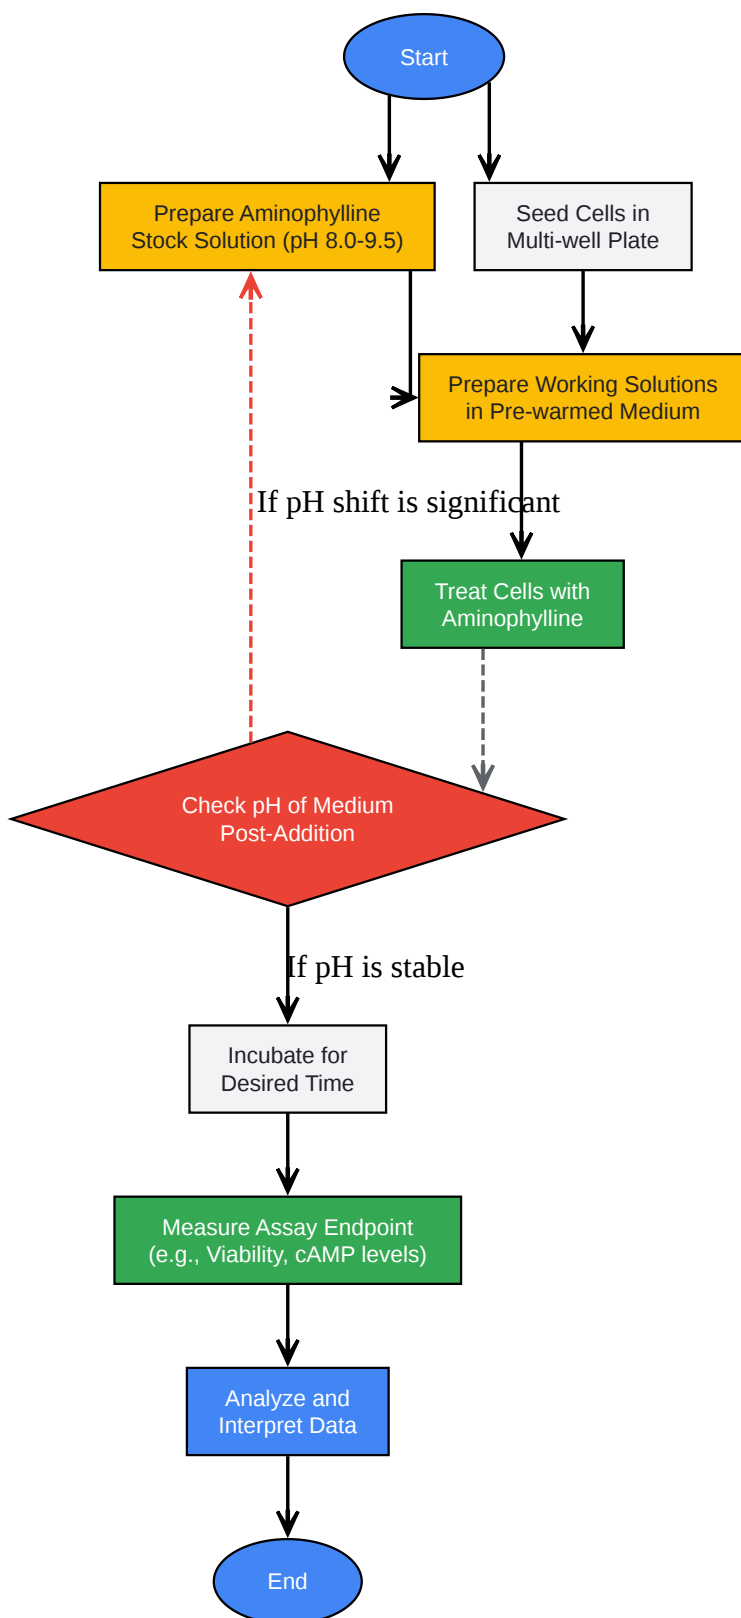 Start
Prepare Aminophylline
Stock Solution (pH 8.0-9.5)
Seed Cells in
Multi-well Plate
Prepare Working Solutions
in Pre-warmed Medium
If pH shift is significant
Treat Cells with
Aminophylline
Check pH of Medium
Post-Addition
If pH is stable
Incubate for
Desired Time
Measure Assay Endpoint
(e.g., Viability, cAMP levels)
Analyze and
Interpret Data
End